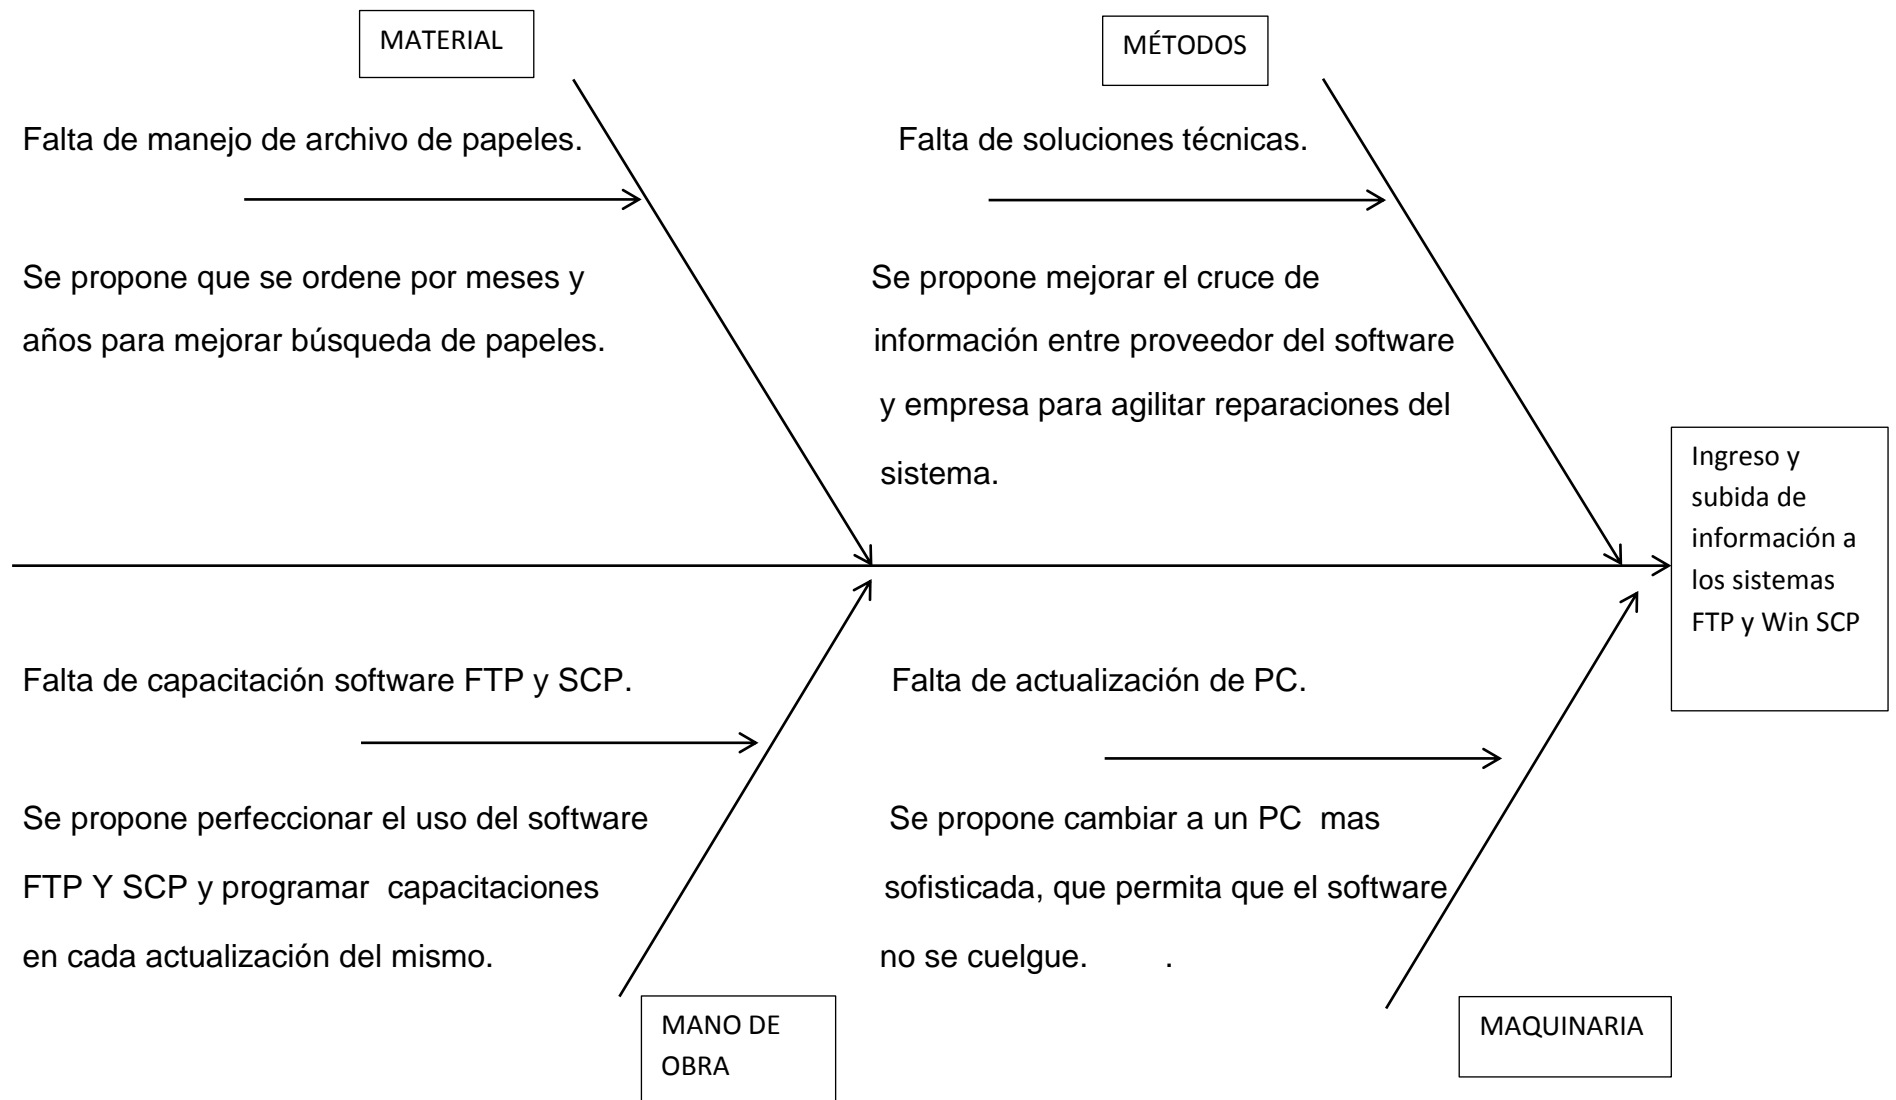 MATERIAL
MÉTODOS
Falta de manejo de archivo de papeles.
Falta de soluciones técnicas.
Se propone que se ordene por meses y
años para mejorar búsqueda de papeles.
Se propone mejorar el cruce de
información entre proveedor del software
y empresa para agilitar reparaciones del
sistema.
Ingreso y
subida de
información a
los sistemas
FTP y Win SCP
Falta de capacitación software FTP y SCP.
Falta de actualización de PC.
Se propone perfeccionar el uso del software
FTP Y SCP y programar  capacitaciones
en cada actualización del mismo.
Se propone cambiar a un PC  mas
sofisticada, que permita que el software
no se cuelgue.         .
MANO DE
OBRA
MAQUINARIA